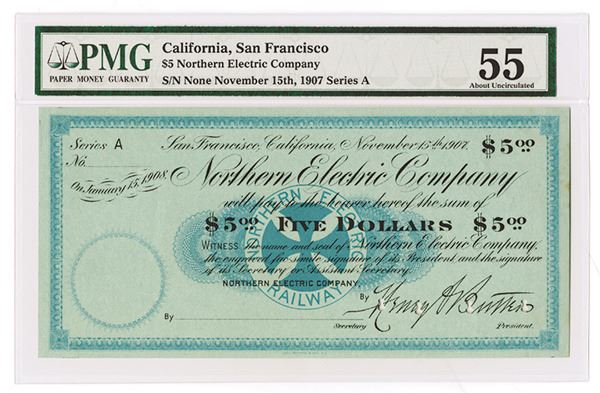 PMG
PAPER MONEY GUARANTY
California, San Francisco
$5 Northern Electric Company
S/N None November 15th, 1907 Series A
55
About Uncirculated
Series A
San Francisco, California, November 15th 1907.
$5.00
No.
On January 15, 1908.
Northern Electric Company
will pay to the bearer hereof the sum of
$5.00 FIVE DOLLARS $5.00
NORTHERN ELECTRIC
RAILWAY
WITNESS The name and seal of Northern Electric Company,
the engraved fac simile signature of its President, and the signature
of its Secretary or Assistant Secretary.
NORTHERN ELECTRIC COMPANY,
By Henry A Butters
By
Secretary
President.